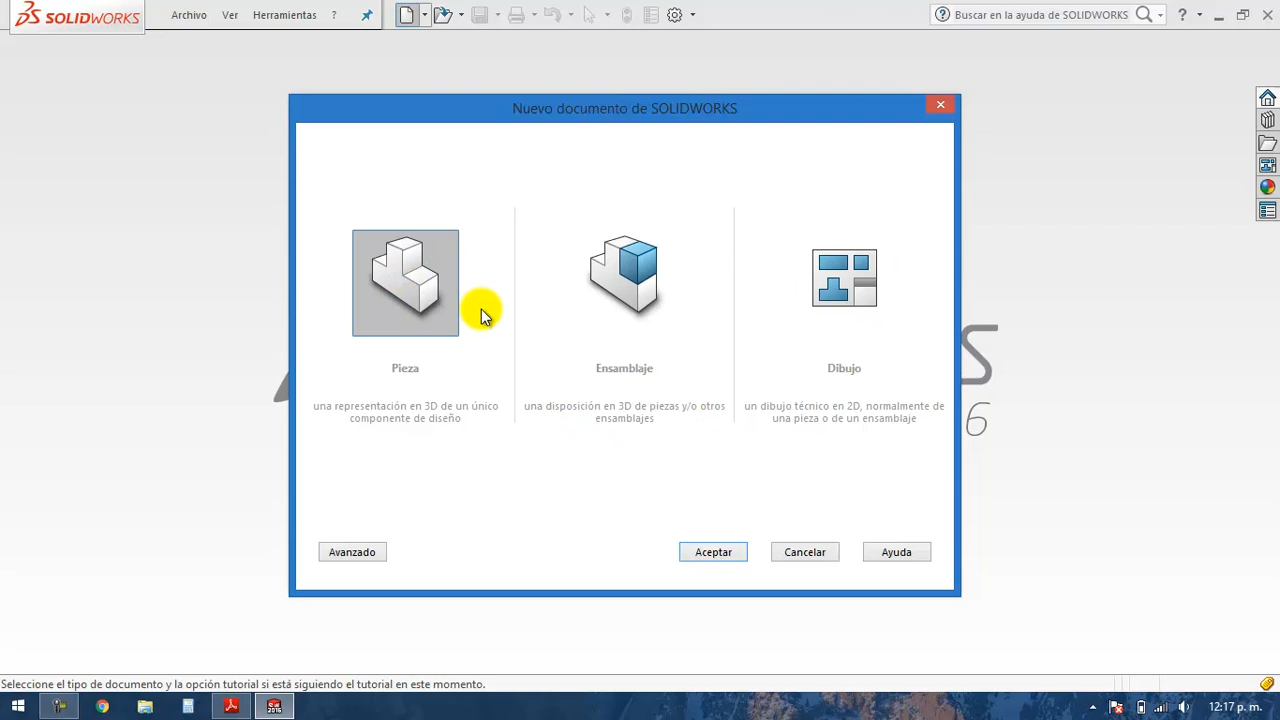 SOLIDWORKS Archivo Ver Herramientas ? Buscar en la ayuda de SOLIDWORKS ?
Nuevo documento de SOLIDWORKS
S
6
Pieza
una representación en 3D de un único
componente de diseño
Ensamblaje
una disposición en 3D de piezas y/o otros
ensamblajes
Dibujo
un dibujo técnico en 2D, normalmente de
una pieza o de un ensamblaje
Avanzado Aceptar Cancelar Ayuda
Seleccione el tipo de documento y la opción tutorial si está siguiendo el tutorial en este momento.
12:17 p. m.